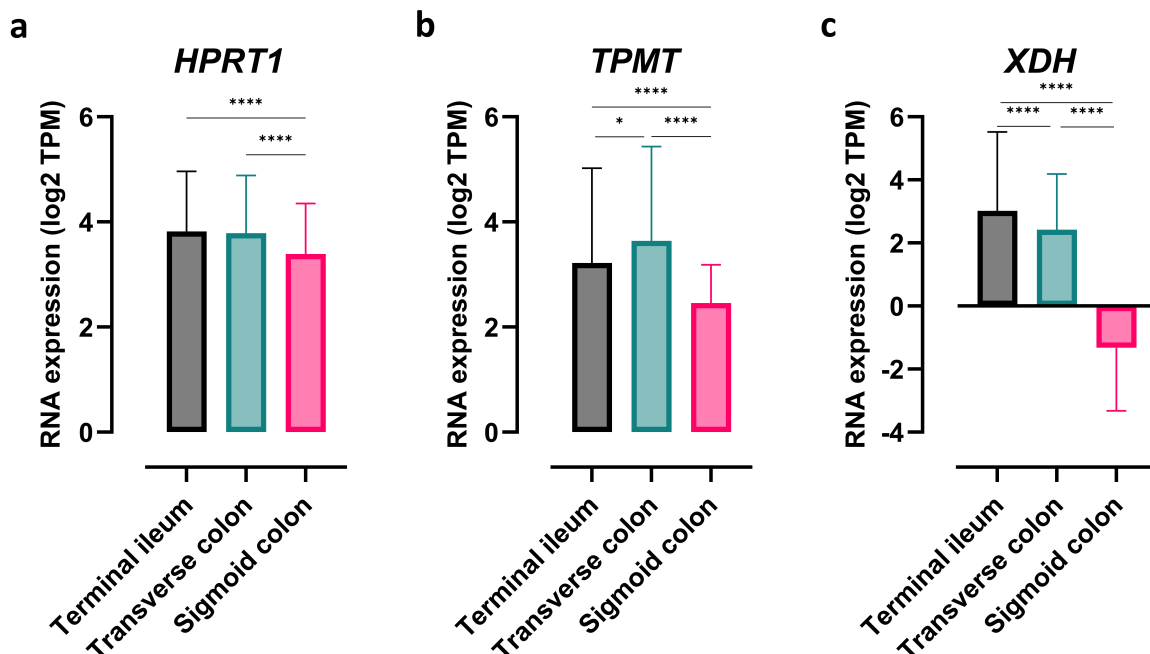 a
HPRT1
RNA expression (log2 TPM)
6
4
2
0
****
****
Terminal ileum
Transverse colon
Sigmoid colon
b
TPMT
RNA expression (log2 TPM)
6
4
2
0
****
*
****
Terminal ileum
Transverse colon
Sigmoid colon
c
XDH
RNA expression (log2 TPM)
6
4
2
0
-2
-4
****
****
****
Terminal ileum
Transverse colon
Sigmoid colon